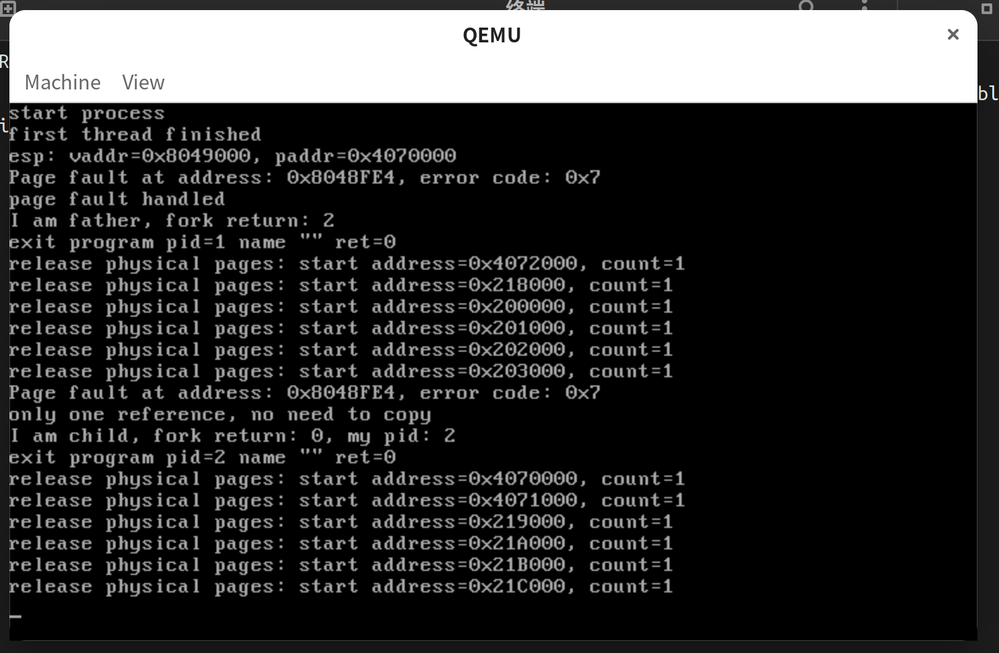 终端
QEMU
Machine View
R
bl
i
start process
first thread finished
esp: vaddr=0x8049000, paddr=0x4070000
Page fault at address: 0x8048FE4, error code: 0x7
page fault handled
I am father, fork return: 2
exit program pid=1 name "" ret=0
release physical pages: start address=0x4072000, count=1
release physical pages: start address=0x218000, count=1
release physical pages: start address=0x200000, count=1
release physical pages: start address=0x201000, count=1
release physical pages: start address=0x202000, count=1
release physical pages: start address=0x203000, count=1
Page fault at address: 0x8048FE4, error code: 0x7
only one reference, no need to copy
I am child, fork return: 0, my pid: 2
exit program pid=2 name "" ret=0
release physical pages: start address=0x4070000, count=1
release physical pages: start address=0x4071000, count=1
release physical pages: start address=0x219000, count=1
release physical pages: start address=0x21A000, count=1
release physical pages: start address=0x21B000, count=1
release physical pages: start address=0x21C000, count=1
_